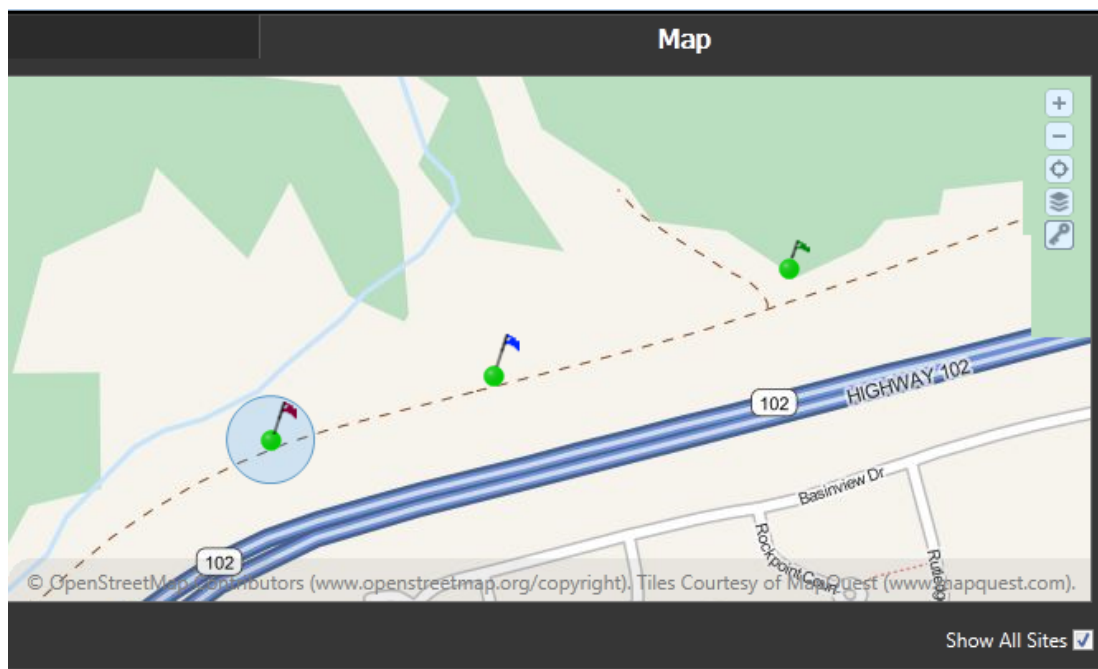 Map
102
HIGHWAY 102
102
Basinview Dr
Rockpoint Court
© OpenStreetMap contributors (www.openstreetmap.org/copyright). Tiles Courtesy of MapQuest (www.mapquest.com).
Show All Sites